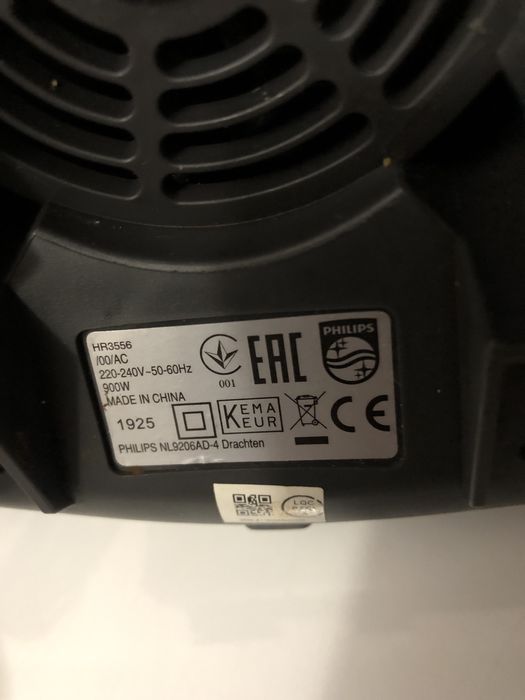 HR3556
/00/AC
220-240V~50-60Hz
900W
MADE IN CHINA
001
EAC
PHILIPS
1925
KEMA
KEUR
CE
PHILIPS NL9206AD-4 Drachten